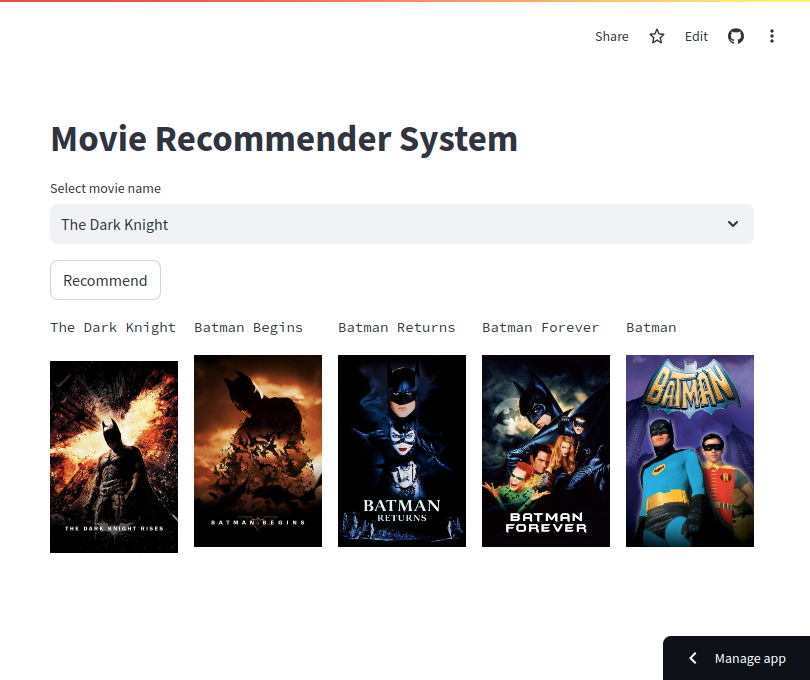 Share Edit
Movie Recommender System
Select movie name
The Dark Knight
Recommend
The Dark Knight Batman Begins Batman Returns Batman Forever Batman
THE DARK KNIGHT RISES
BATMAN BEGINS
BATMAN
RETURNS
BATMAN
FOREVER
BATMAN
R
Manage app